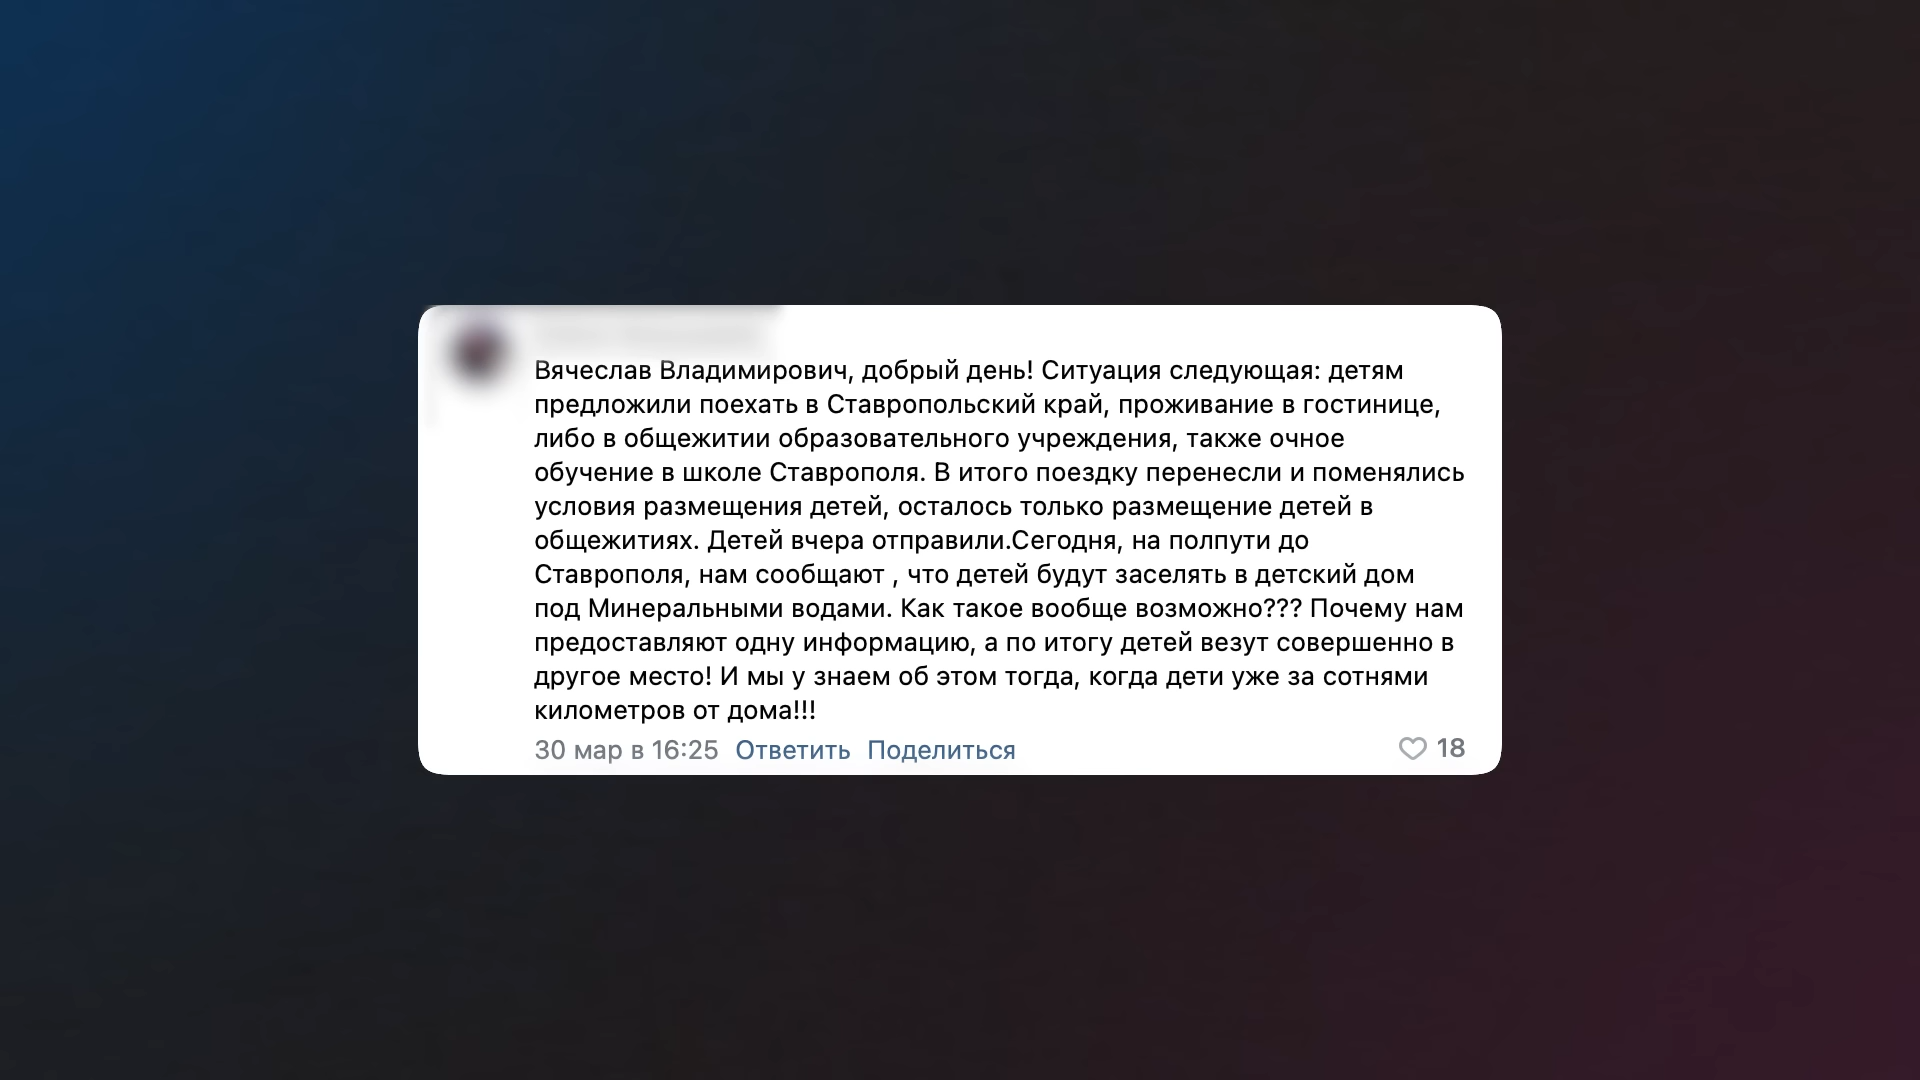 Вячеслав Владимирович, добрый день! Ситуация следующая: детям
предложили поехать в Ставропольский край, проживание в гостинице,
либо в общежитии образовательного учреждения, также очное
обучение в школе Ставрополя. В итого поездку перенесли и поменялись
условия размещения детей, осталось только размещение детей в
общежитиях. Детей вчера отправили.Сегодня, на полпути до
Ставрополя, нам сообщают , что детей будут заселять в детский дом
под Минеральными водами. Как такое вообще возможно??? Почему нам
предоставляют одну информацию, а по итогу детей везут совершенно в
другое место! И мы у знаем об этом тогда, когда дети уже за сотнями
километров от дома!!!
30 мар в 16:25 Ответить Поделиться 18